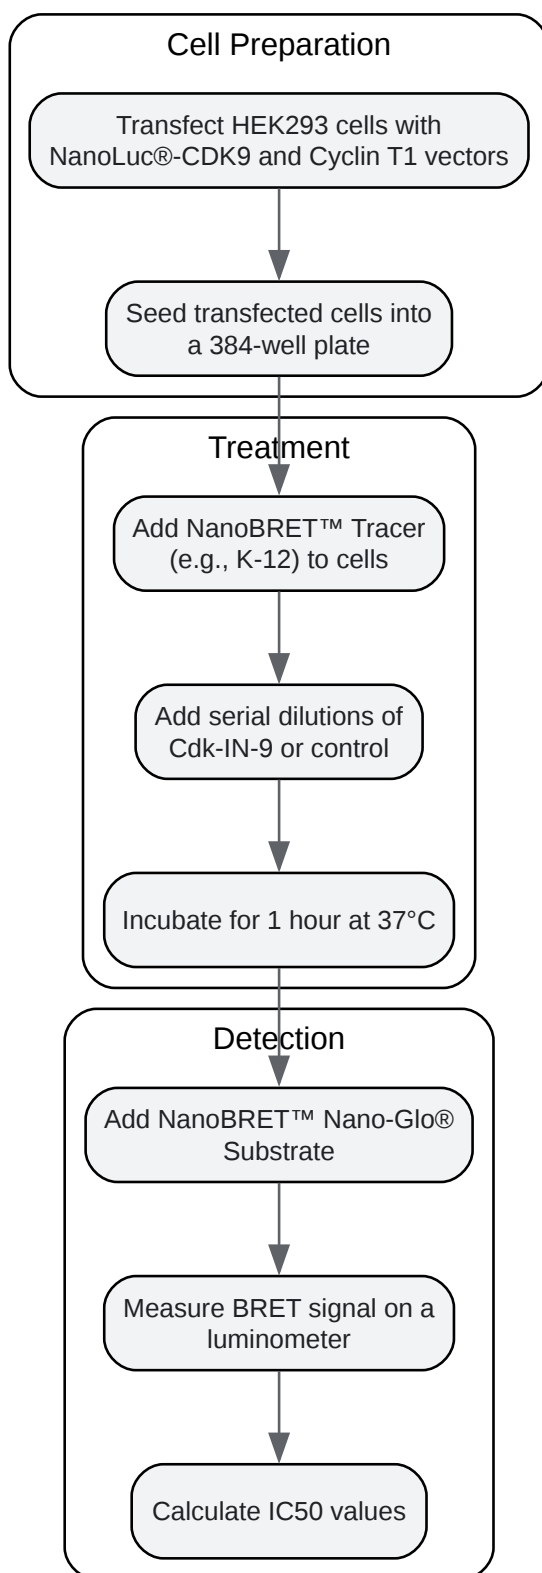 Cell Preparation
Transfect HEK293 cells with
NanoLuc®-CDK9 and Cyclin T1 vectors
Seed transfected cells into
a 384-well plate
Treatment
Add NanoBRET™ Tracer
(e.g., K-12) to cells
Add serial dilutions of
Cdk-IN-9 or control
Incubate for 1 hour at 37°C
Detection
Add NanoBRET™ Nano-Glo®
Substrate
Measure BRET signal on a
luminometer
Calculate IC50 values